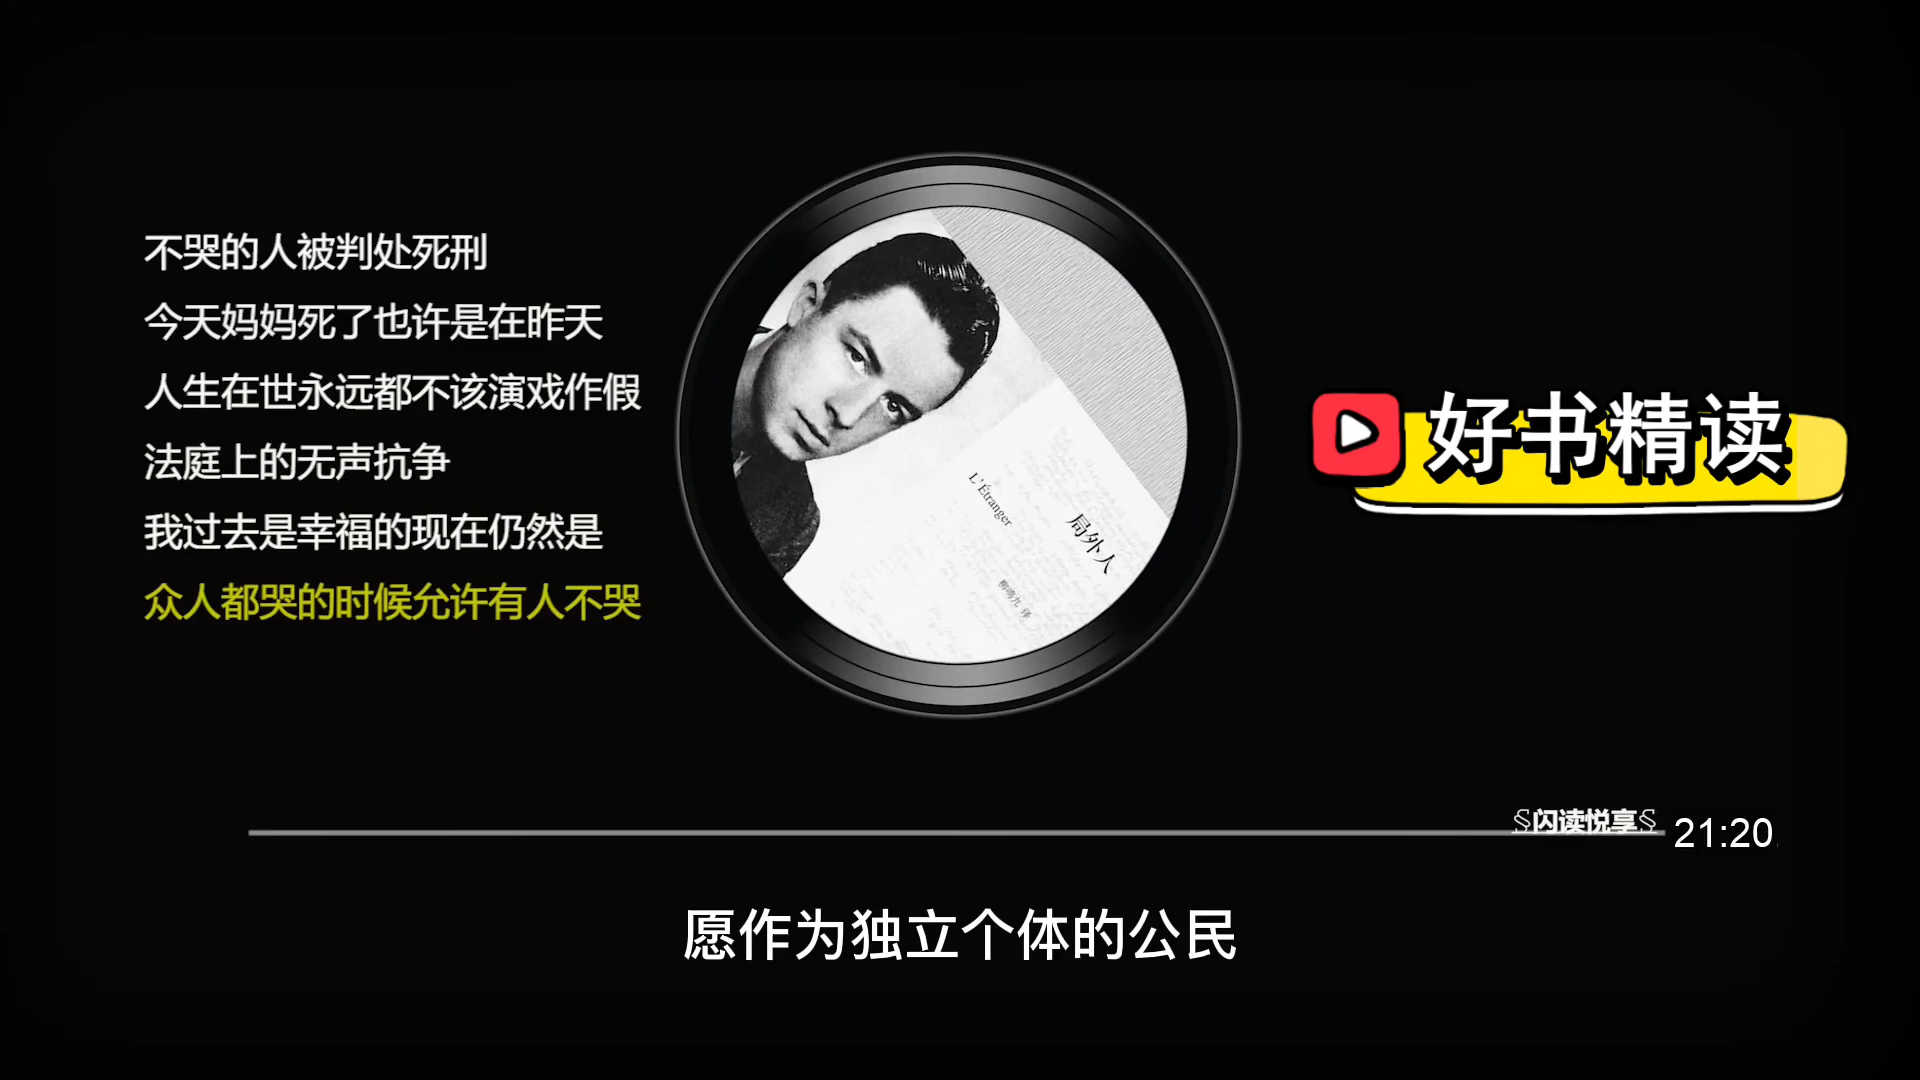 不哭的人被判处死刑
今天妈妈死了也许是在昨天
人生在世永远都不该演戏作假
法庭上的无声抗争
我过去是幸福的现在仍然是
众人都哭的时候允许有人不哭
L'Étranger
局外人
柳鸣九 译
好书精读
§闪读悦享§
21:20
愿作为独立个体的公民